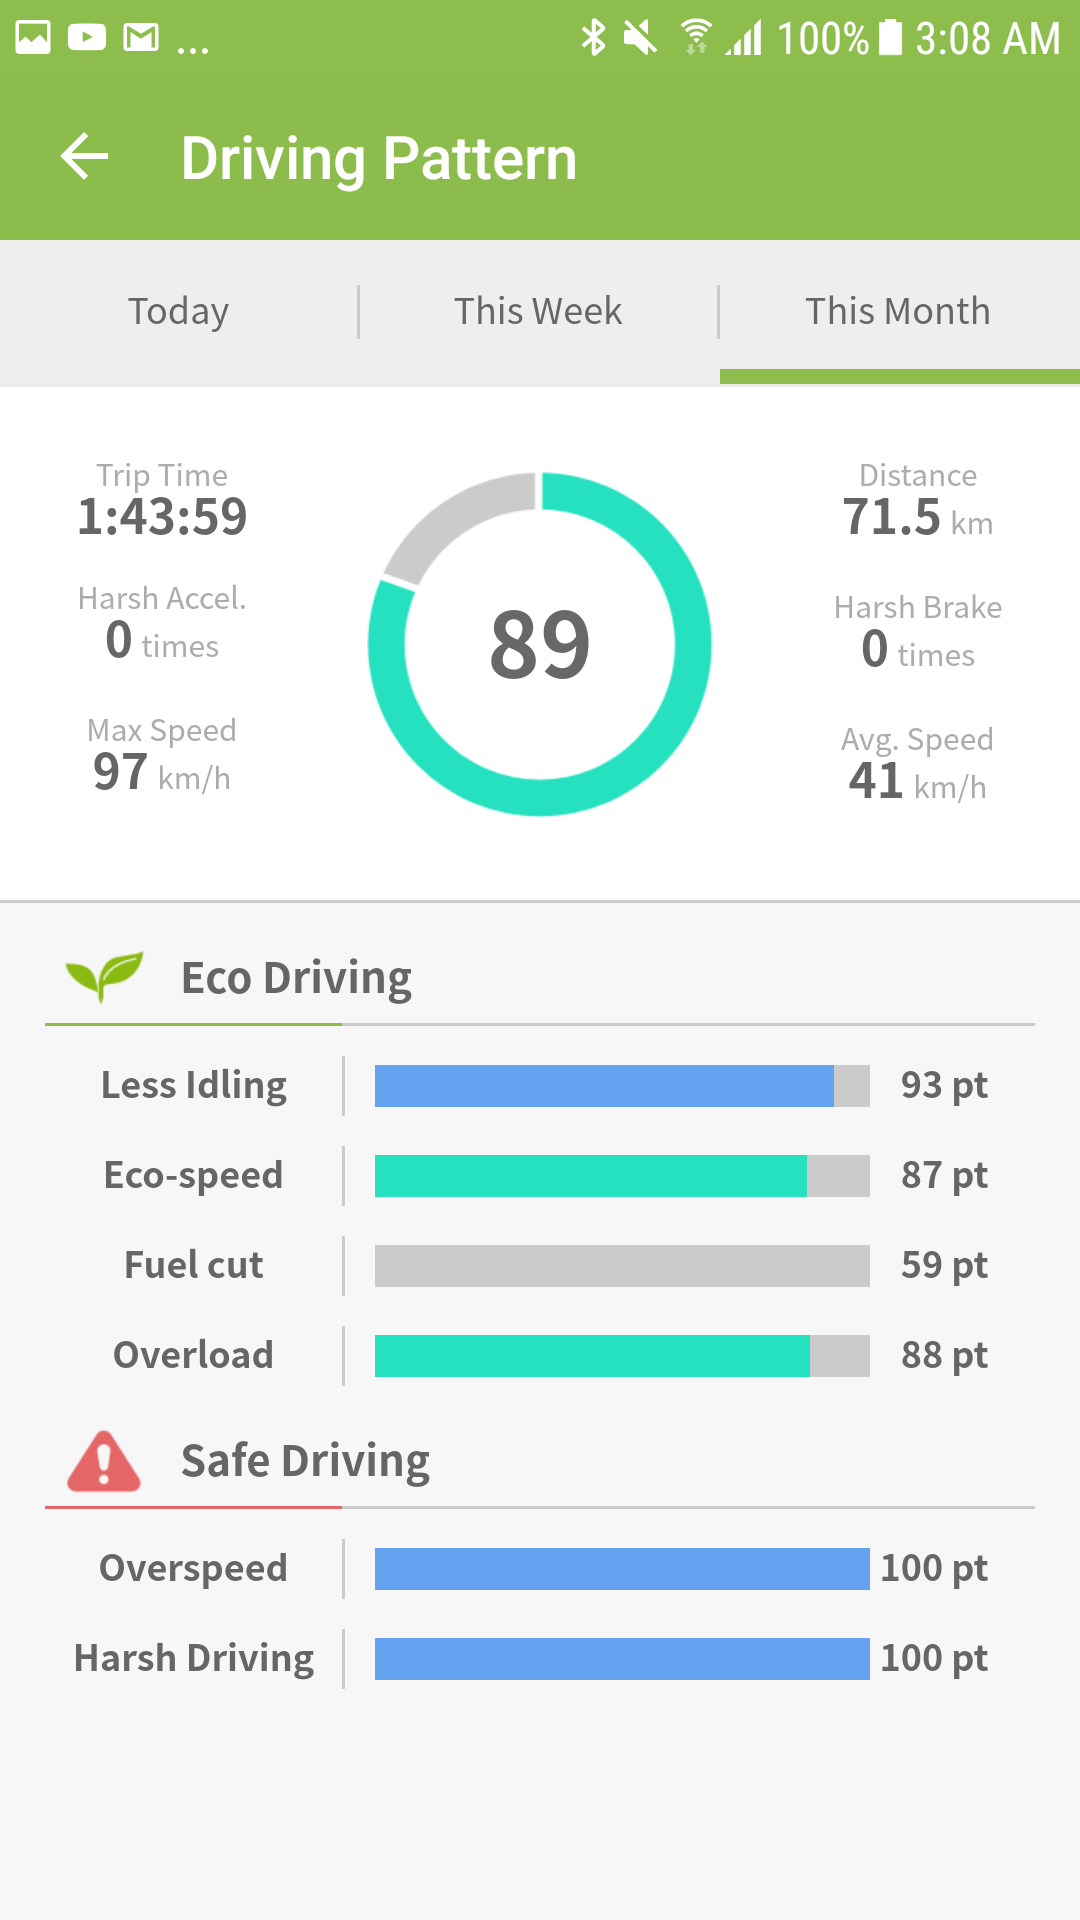 ... 100% 3:08 AM
Driving Pattern
Today This Week This Month
Trip Time
1:43:59
Harsh Accel.
0 times
Max Speed
97 km/h
89
Distance
71.5 km
Harsh Brake
0 times
Avg. Speed
41 km/h
Eco Driving
Less Idling 93 pt
Eco-speed 87 pt
Fuel cut 59 pt
Overload 88 pt
Safe Driving
Overspeed 100 pt
Harsh Driving 100 pt